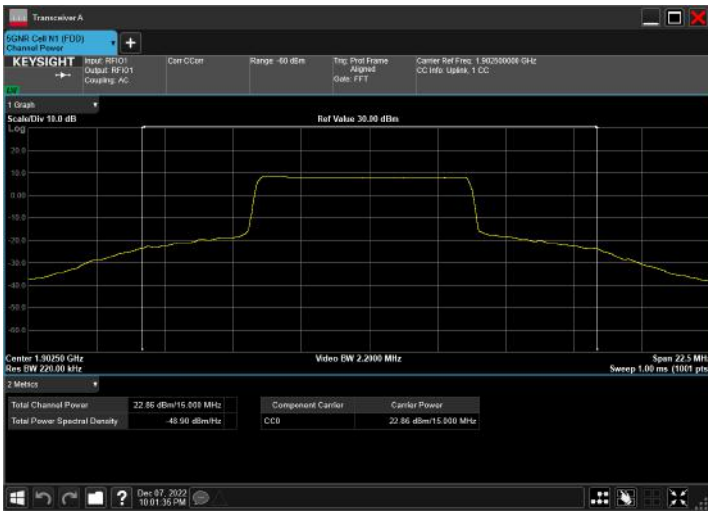 Transceiver A
5GNR Cell N1 (FDD)
Channel Power
KEYSIGHT
Input: RFIO1
Output: RFIO1
Coupling: AC
Corr CCorr
Range: -60 dBm
Trig: Prot Frame
Aligned
Gate: FFT
Carrier Ref Freq: 1.902500000 GHz
CC Info: Uplink, 1 CC
1 Graph
Scale/Div 10.0 dB
Ref Value 30.00 dBm
Log
20.0
10.0
0.00
-10.0
-20.0
-30.0
-40.0
-50.0
-60.0
Center 1.90250 GHz
Video BW 2.2000 MHz
Span 22.5 MHz
Res BW 220.00 kHz
Sweep 1.00 ms (1001 pts
2 Metrics
Total Channel Power 22.86 dBm/15.000 MHz
Total Power Spectral Density -48.90 dBm/Hz
Component Carrier Carrier Power
CC0 22.86 dBm/15.000 MHz
?
Dec 07, 2022
10:01:35 PM